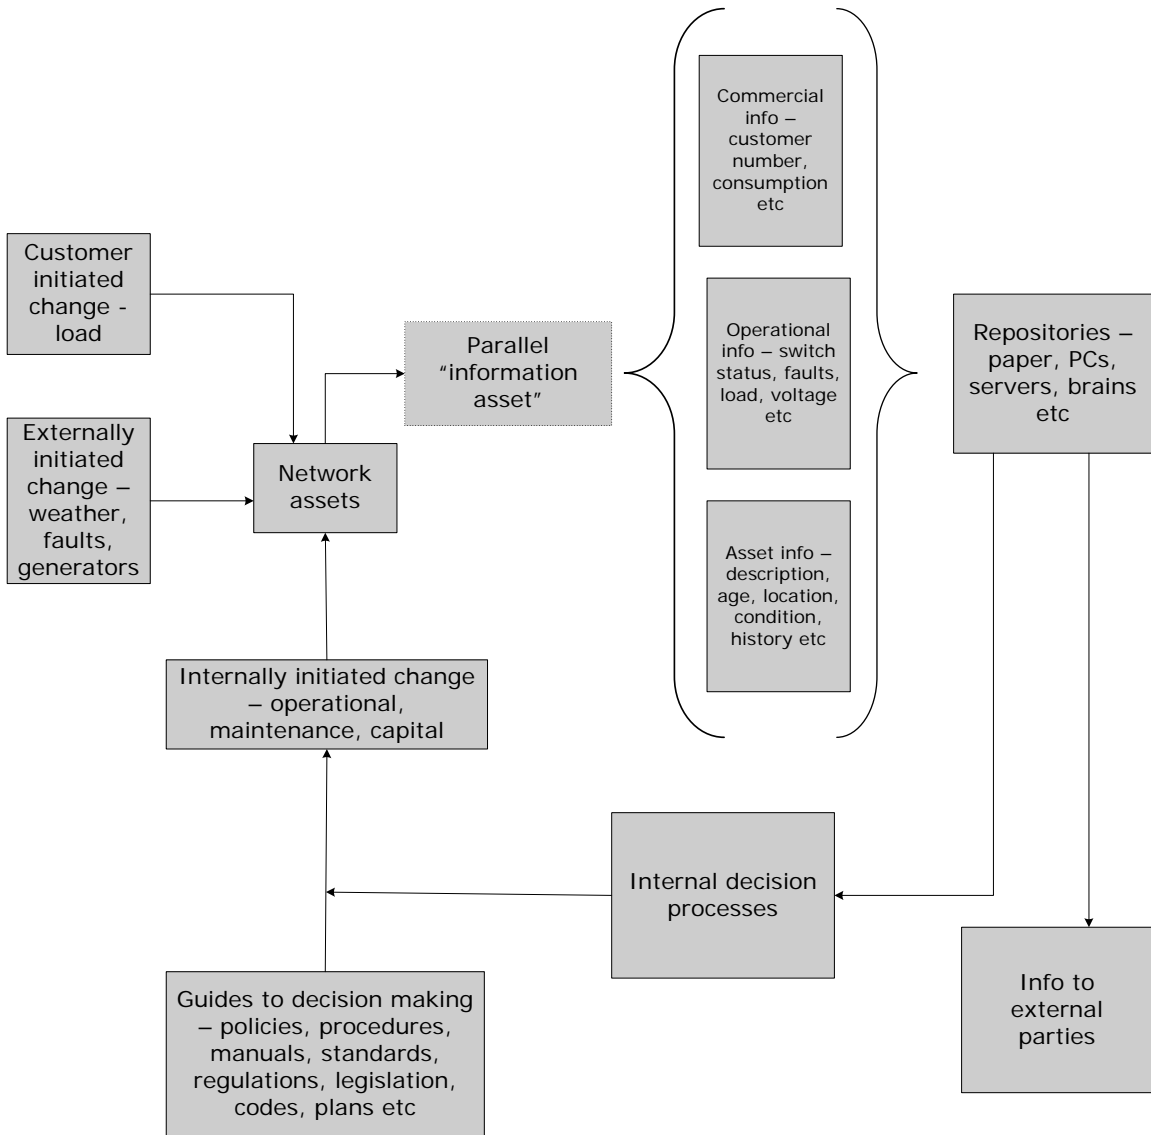 Commercial
info –
customer
number,
consumption
etc
Customer
initiated
change -
load
Parallel
“information
asset”
Operational
info – switch
status, faults,
load, voltage
etc
Repositories –
paper, PCs,
servers, brains
etc
Externally
initiated
change –
weather,
faults,
generators
Network
assets
Asset info –
description,
age, location,
condition,
history etc
Internally initiated change
– operational,
maintenance, capital
Internal decision
processes
Guides to decision making
– policies, procedures,
manuals, standards,
regulations, legislation,
codes, plans etc
Info to
external
parties